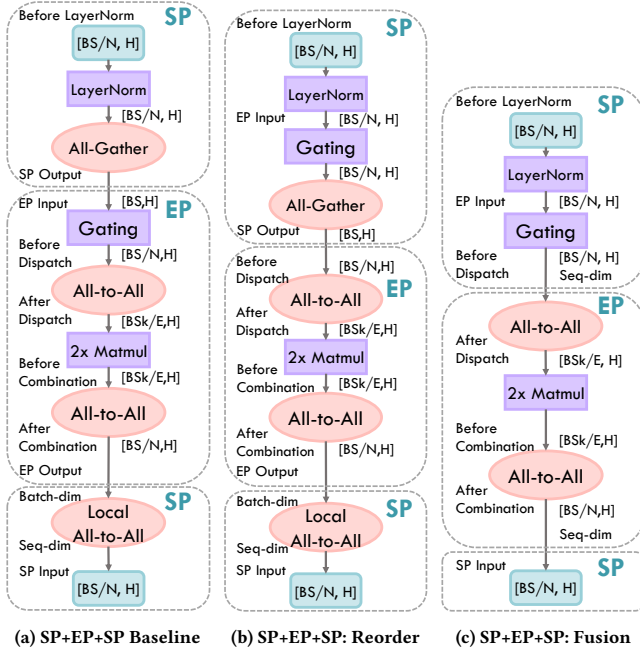 Before LayerNorm
SP
[BS/N, H]
LayerNorm
[BS/N, H]
All-Gather
SP Output
[BS,H]
EP Input
EP
Gating
[BS/N,H]
Before
Dispatch
All-to-All
After
Dispatch
[BSk/E,H]
2x Matmul
Before
Combination
[BSk/E,H]
All-to-All
After
Combination
[BS/N,H]
EP Output
Batch-dim
SP
Local
All-to-All
Seq-dim
SP Input
[BS/N, H]
(a) SP+EP+SP Baseline
Before LayerNorm
SP
[BS/N, H]
LayerNorm
EP Input
[BS/N, H]
Gating
[BS/N, H]
All-Gather
SP Output
[BS,H]
Before
Dispatch
[BS/N,H]
EP
All-to-All
After
Dispatch
[BSk/E,H]
2x Matmul
Before
Combination
[BSk/E,H]
All-to-All
After
Combination
[BS/N,H]
EP Output
Batch-dim
SP
Local
All-to-All
Seq-dim
SP Input
[BS/N, H]
(b) SP+EP+SP: Reorder
Before LayerNorm
SP
[BS/N, H]
LayerNorm
EP Input
[BS/N, H]
Gating
Before
Dispatch
[BS/N, H]
Seq-dim
EP
All-to-All
After
Dispatch
[BSk/E, H]
2x Matmul
Before
Combination
[BSk/E,H]
All-to-All
After
Combination
[BS/N,H]
Seq-dim
SP Input
SP
[BS/N, H]
(c) SP+EP+SP: Fusion